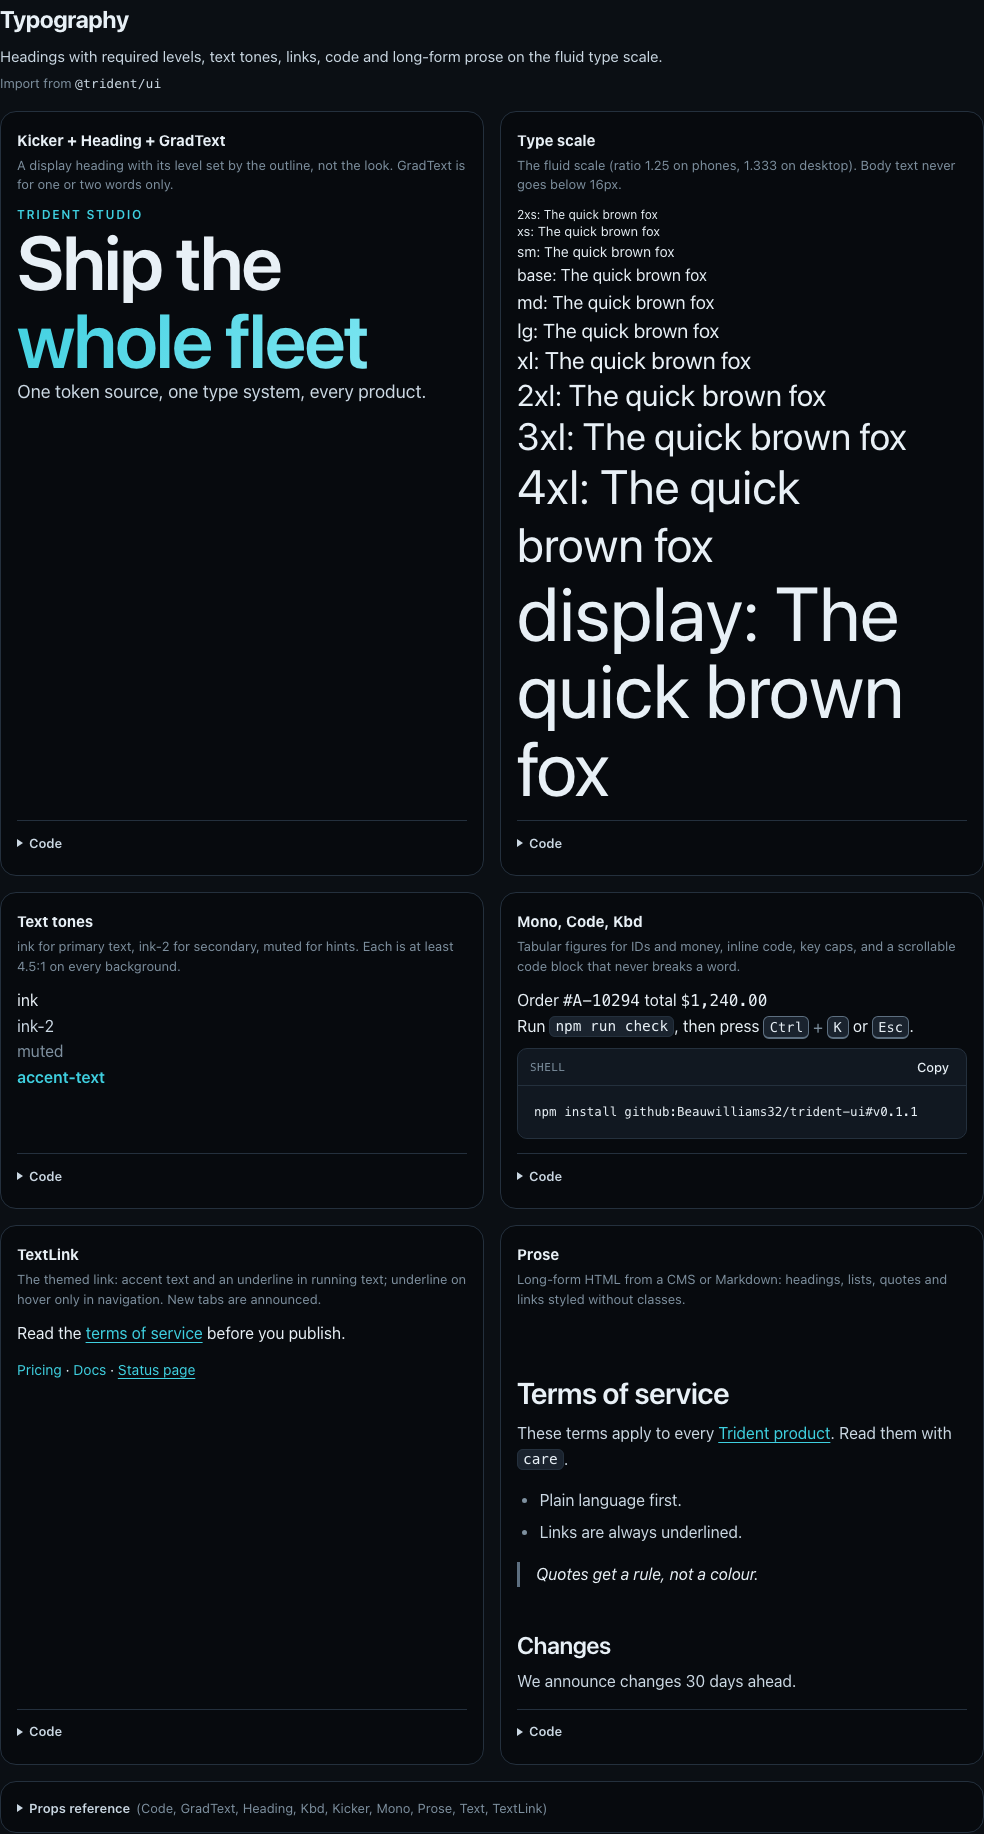 Typography
Headings with required levels, text tones, links, code and long-form prose on the fluid type scale.
Import from @trident/ui
Kicker + Heading + GradText
A display heading with its level set by the outline, not the look. GradText is
for one or two words only.
TRIDENT STUDIO
Ship the
whole fleet
One token source, one type system, every product.
Code
Type scale
The fluid scale (ratio 1.25 on phones, 1.333 on desktop). Body text never
goes below 16px.
2xs: The quick brown fox
xs: The quick brown fox
sm: The quick brown fox
base: The quick brown fox
md: The quick brown fox
lg: The quick brown fox
xl: The quick brown fox
2xl: The quick brown fox
3xl: The quick brown fox
4xl: The quick
brown fox
display: The
quick brown
fox
Code
Text tones
ink for primary text, ink-2 for secondary, muted for hints. Each is at least
4.5:1 on every background.
ink
ink-2
muted
accent-text
Code
Mono, Code, Kbd
Tabular figures for IDs and money, inline code, key caps, and a scrollable
code block that never breaks a word.
Order #A-10294 total $1,240.00
Run npm run check, then press Ctrl + K or Esc.
SHELL Copy
npm install github:Beauwilliams32/trident-ui#v0.1.1
Code
TextLink
The themed link: accent text and an underline in running text; underline on
hover only in navigation. New tabs are announced.
Read the terms of service before you publish.
Pricing · Docs · Status page
Code
Prose
Long-form HTML from a CMS or Markdown: headings, lists, quotes and
links styled without classes.
Terms of service
These terms apply to every Trident product. Read them with
care.
• Plain language first.
• Links are always underlined.
Quotes get a rule, not a colour.
Changes
We announce changes 30 days ahead.
Code
Props reference (Code, GradText, Heading, Kbd, Kicker, Mono, Prose, Text, TextLink)